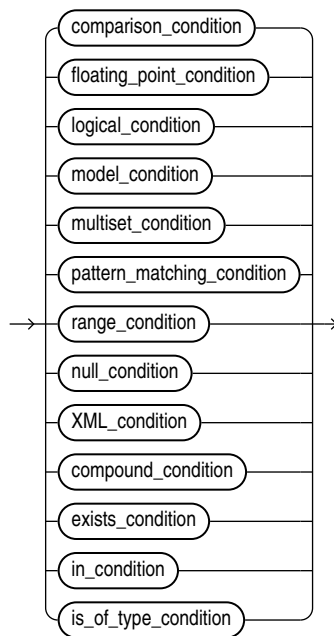 comparison_condition
floating_point_condition
logical_condition
model_condition
multiset_condition
pattern_matching_condition
range_condition
null_condition
XML_condition
compound_condition
exists_condition
in_condition
is_of_type_condition